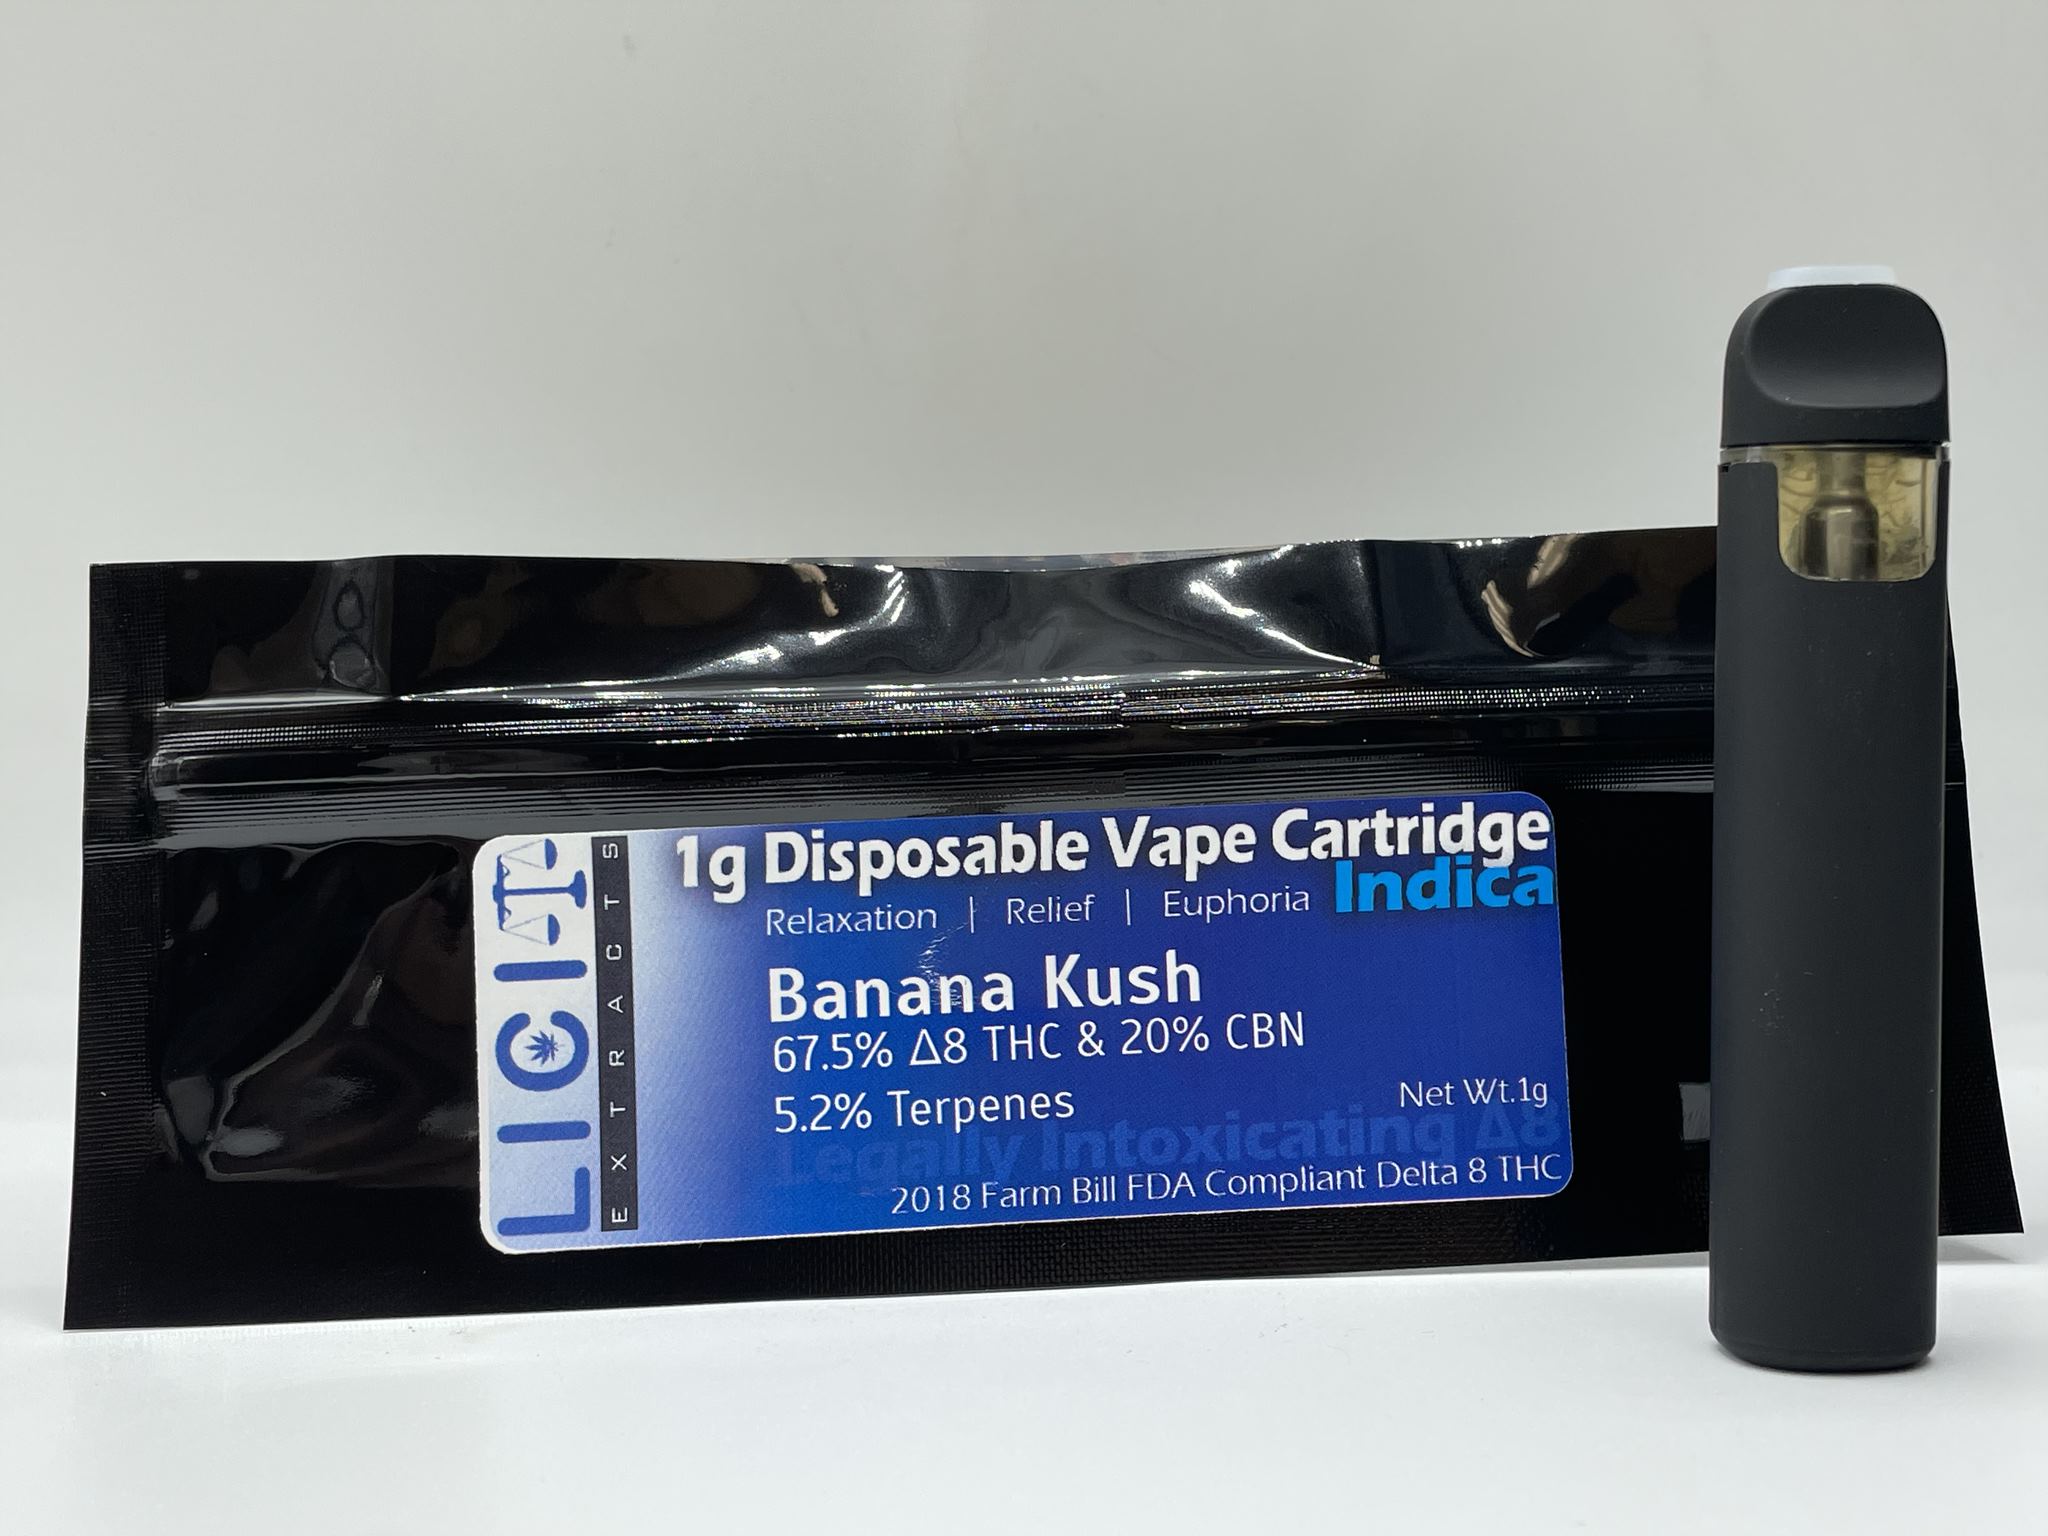 LICIT
EXTRACTS
1g Disposable Vape Cartridge
Indica
Relaxation | Relief | Euphoria
Banana Kush
67.5% Δ8 THC & 20% CBN
5.2% Terpenes
Net Wt.1g
Legally Intoxicating Δ8
2018 Farm Bill FDA Compliant Delta 8 THC